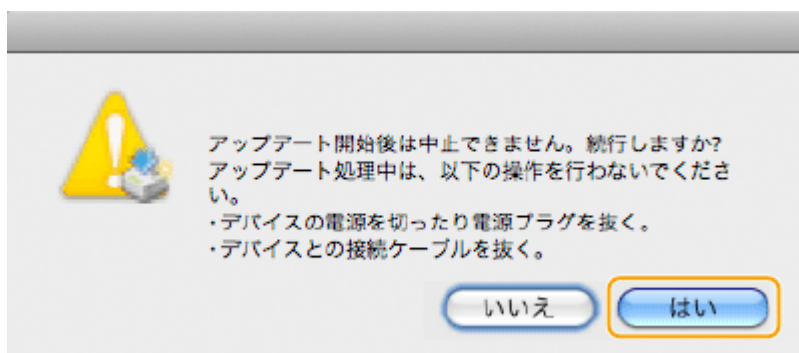 アップデート開始後は中止できません。続行しますか?
アップデート処理中は、以下の操作を行わないでくださ
い。
・デバイスの電源を切ったり電源プラグを抜く。
・デバイスとの接続ケーブルを抜く。
いいえ はい